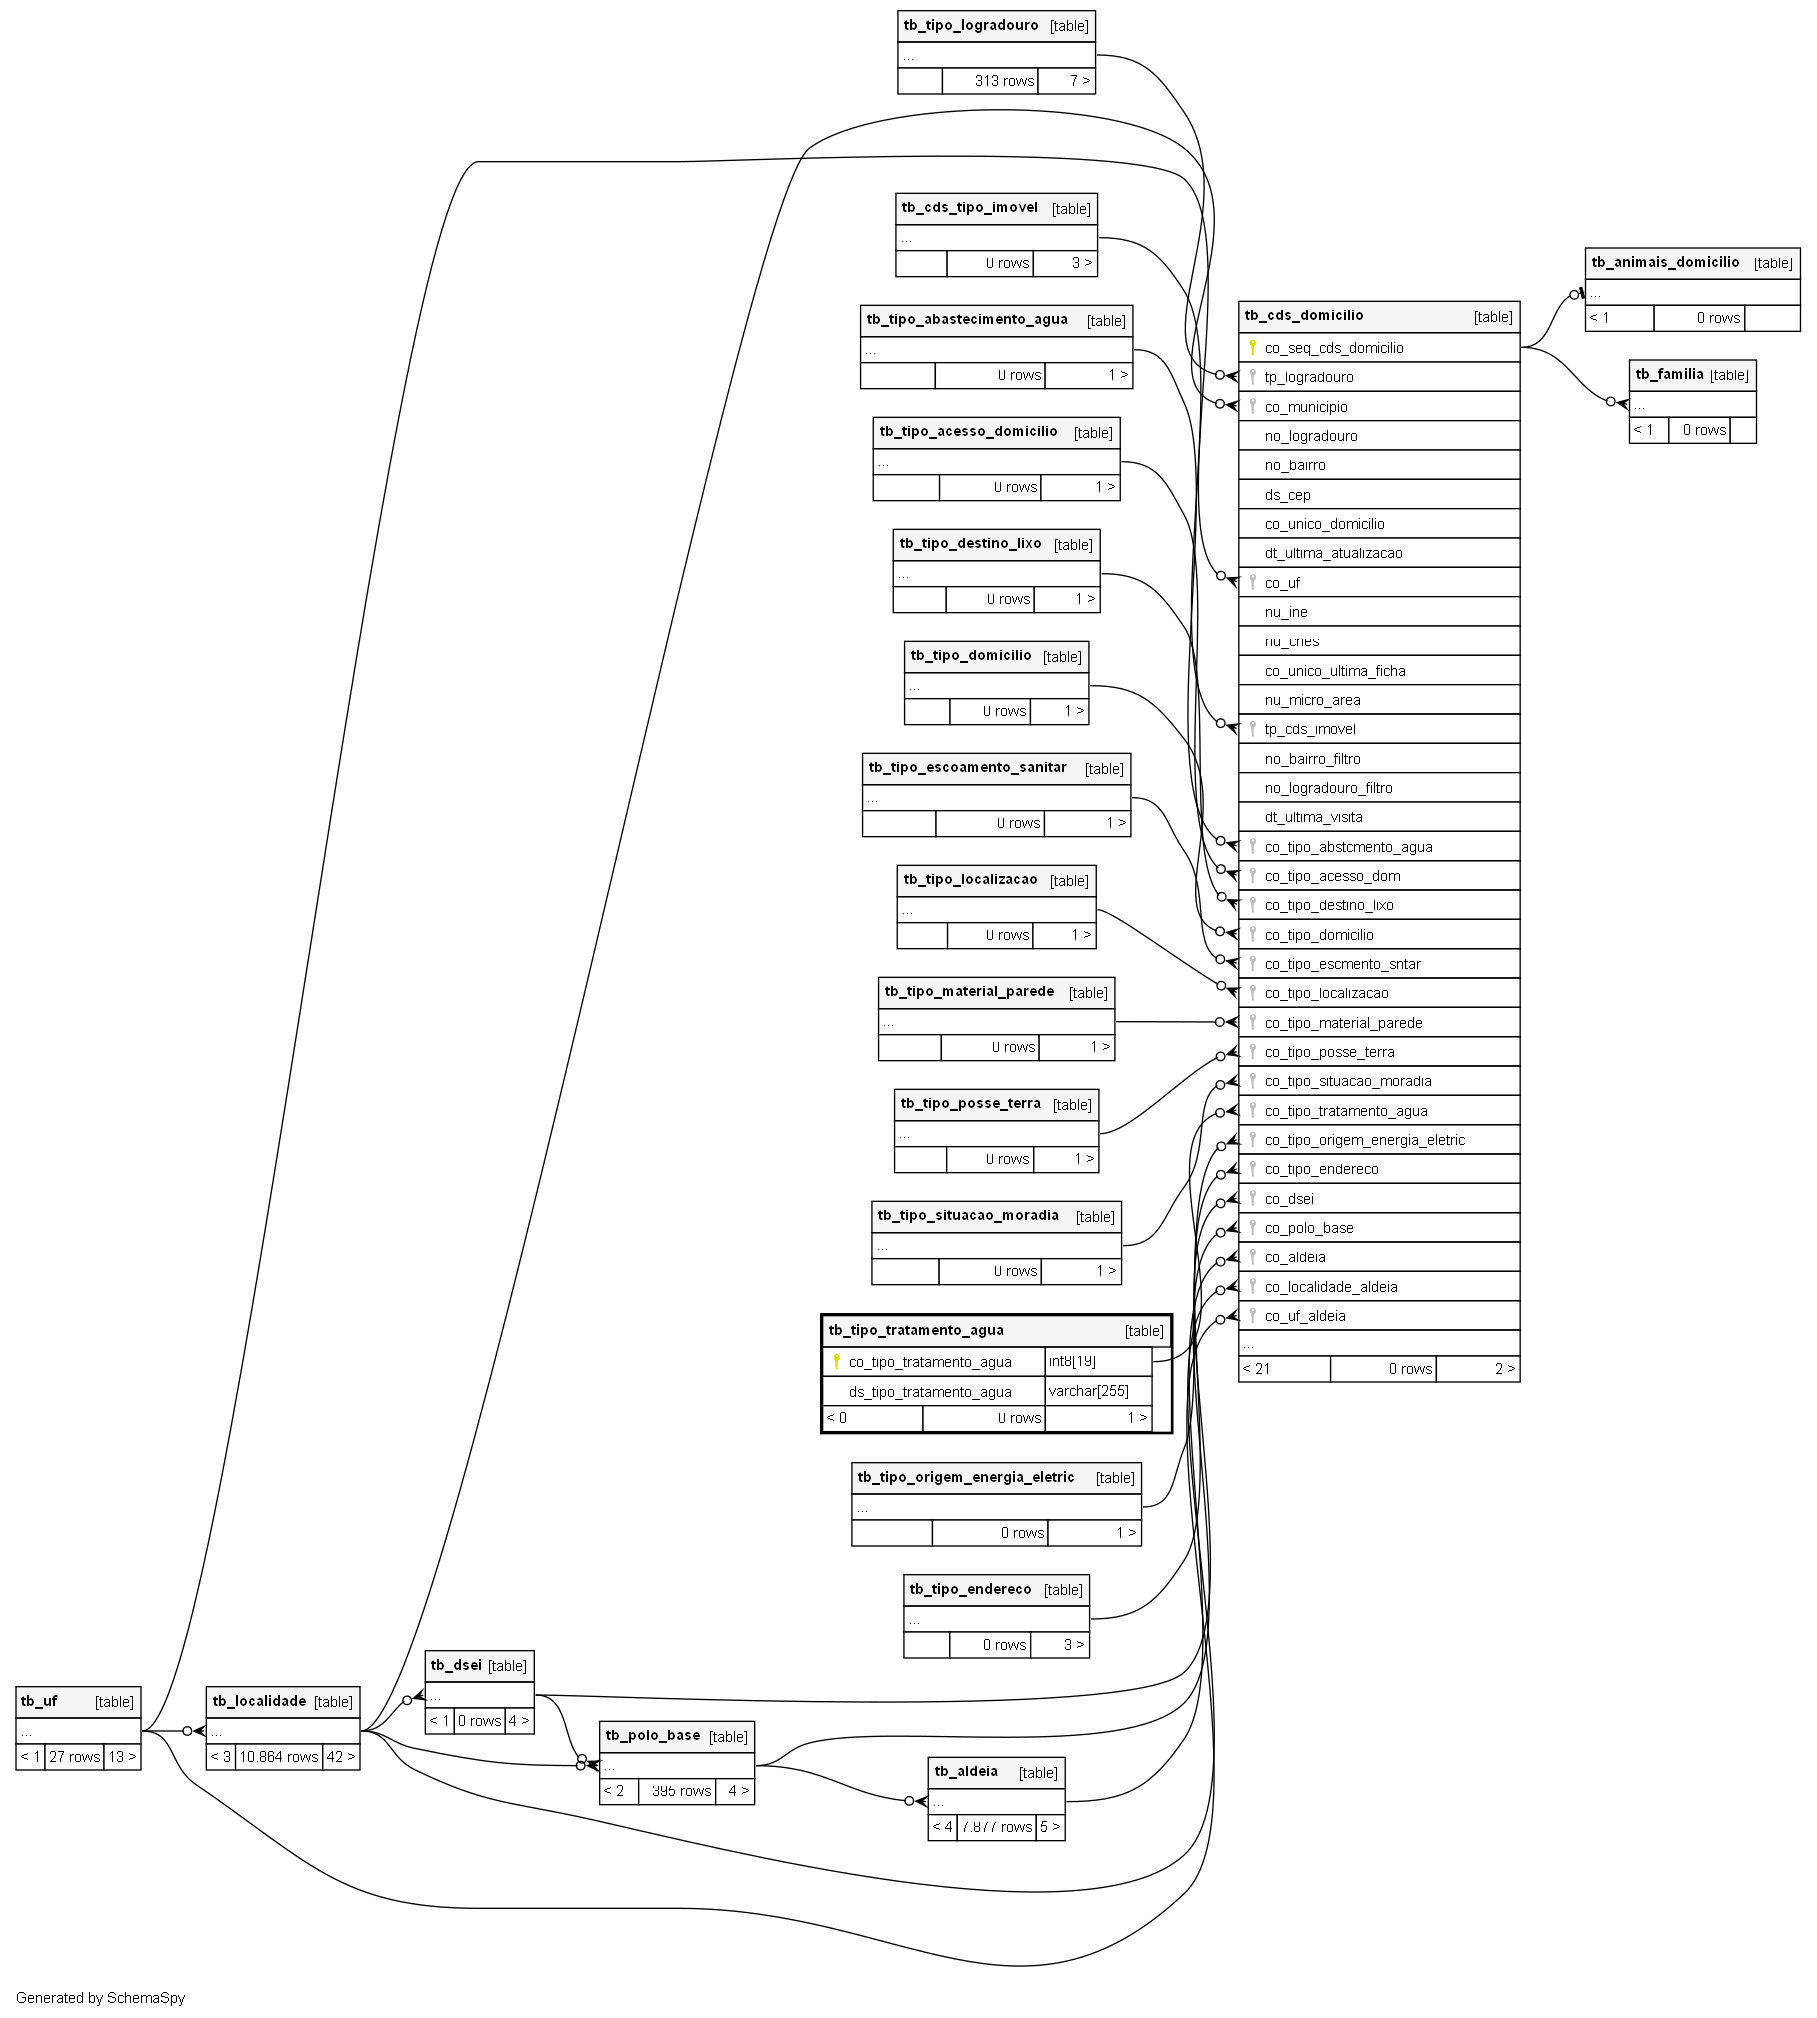 tb_tipo_logradouro [table]
...
313 rows 7 >
tb_cds_tipo_imovel [table]
...
0 rows 3 >
tb_tipo_abastecimento_agua [table]
...
0 rows 1 >
tb_tipo_acesso_domicilio [table]
...
0 rows 1 >
tb_tipo_destino_lixo [table]
...
0 rows 1 >
tb_tipo_domicilio [table]
...
0 rows 1 >
tb_tipo_escoamento_sanitar [table]
...
0 rows 1 >
tb_tipo_localizacao [table]
...
0 rows 1 >
tb_tipo_material_parede [table]
...
0 rows 1 >
tb_tipo_posse_terra [table]
...
0 rows 1 >
tb_tipo_situacao_moradia [table]
...
0 rows 1 >
tb_tipo_tratamento_agua [table]
co_tipo_tratamento_agua int8[19]
ds_tipo_tratamento_agua varchar[255]
< 0 0 rows 1 >
tb_tipo_origem_energia_eletric [table]
...
0 rows 1 >
tb_tipo_endereco [table]
...
0 rows 3 >
tb_uf [table]
...
< 1 27 rows 13 >
tb_localidade [table]
...
< 3 10.864 rows 42 >
tb_dsei [table]
...
< 1 0 rows 4 >
tb_polo_base [table]
...
< 2 395 rows 4 >
tb_aldeia [table]
...
< 4 7.877 rows 5 >
tb_cds_domicilio [table]
co_seq_cds_domicilio
tp_logradouro
co_municipio
no_logradouro
no_bairro
ds_cep
co_unico_domicilio
dt_ultima_atualizacao
co_uf
nu_ine
nu_cnes
co_unico_ultima_ficha
nu_micro_area
tp_cds_imovel
no_bairro_filtro
no_logradouro_filtro
dt_ultima_visita
co_tipo_abstcmento_agua
co_tipo_acesso_dom
co_tipo_destino_lixo
co_tipo_domicilio
co_tipo_escmento_sntar
co_tipo_localizacao
co_tipo_material_parede
co_tipo_posse_terra
co_tipo_situacao_moradia
co_tipo_tratamento_agua
co_tipo_origem_energia_eletric
co_tipo_endereco
co_dsei
co_polo_base
co_aldeia
co_localidade_aldeia
co_uf_aldeia
...
< 21 0 rows 2 >
tb_animais_domicilio [table]
...
< 1 0 rows
tb_familia [table]
...
< 1 0 rows
Generated by SchemaSpy